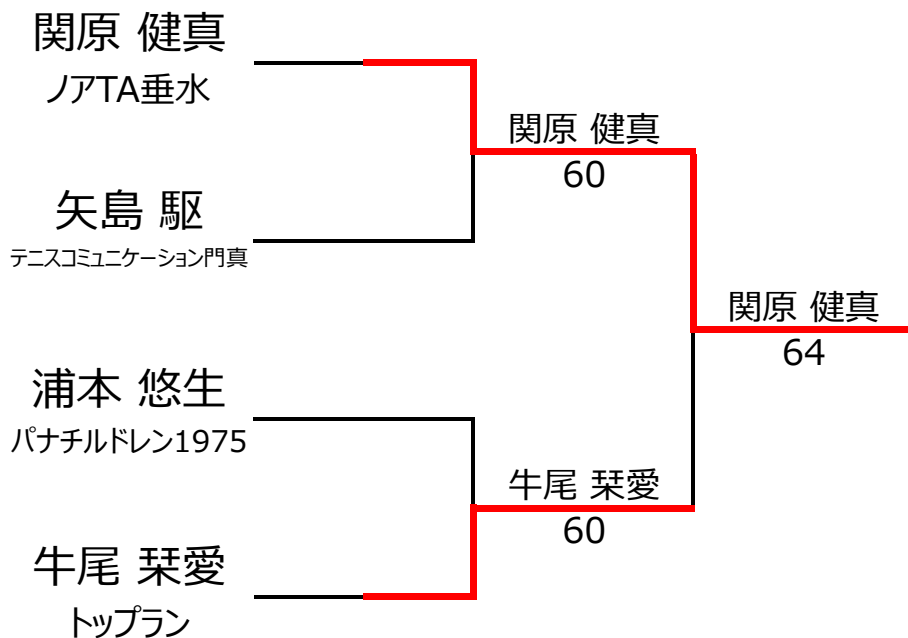 関原 健真
ノアTA垂水
関原 健真
60
矢島 駆
テニスコミュニケーション門真
関原 健真
64
浦本 悠生
パナチルドレン1975
牛尾 栞愛
60
牛尾 栞愛
トップラン